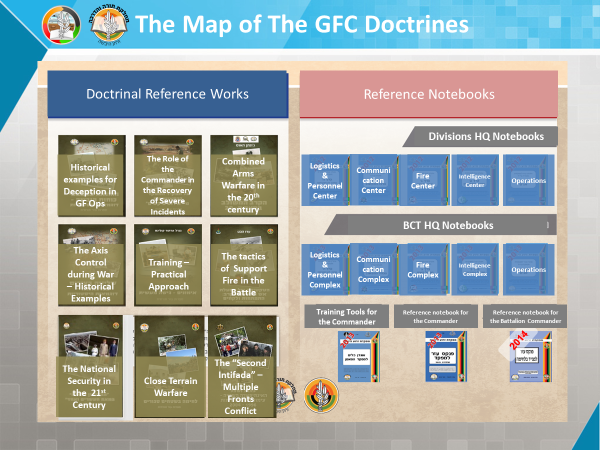 The Map of The GFC Doctrines
Doctrinal Reference Works
Historical
examples for
Deception in
GF Ops
The Role of
the
Commander in
the Recovery
of Severe
Incidents
Combined
Arms
Warfare in
the 20th
century
The Axis
Control
during War
– Historical
Examples
Training –
Practical
Approach
The tactics
of Support
Fire in the
Battle
The National
Security in
the 21st
Century
Close Terrain
Warfare
The “Second
Intifada” –
Multiple
Fronts
Conflict
Reference Notebooks
Divisions HQ Notebooks
Logistics
&
Personnel
Center
Communi
cation
Center
Fire
Center
Intelligence
Center
Operations
BCT HQ Notebooks
Logistics
&
Personnel
Complex
Communi
cation
Complex
Fire
Complex
Intelligence
Complex
Operations
Training Tools for
the Commander
Reference notebook for
the Commander
Reference notebook for
the Battalion Commander
2014